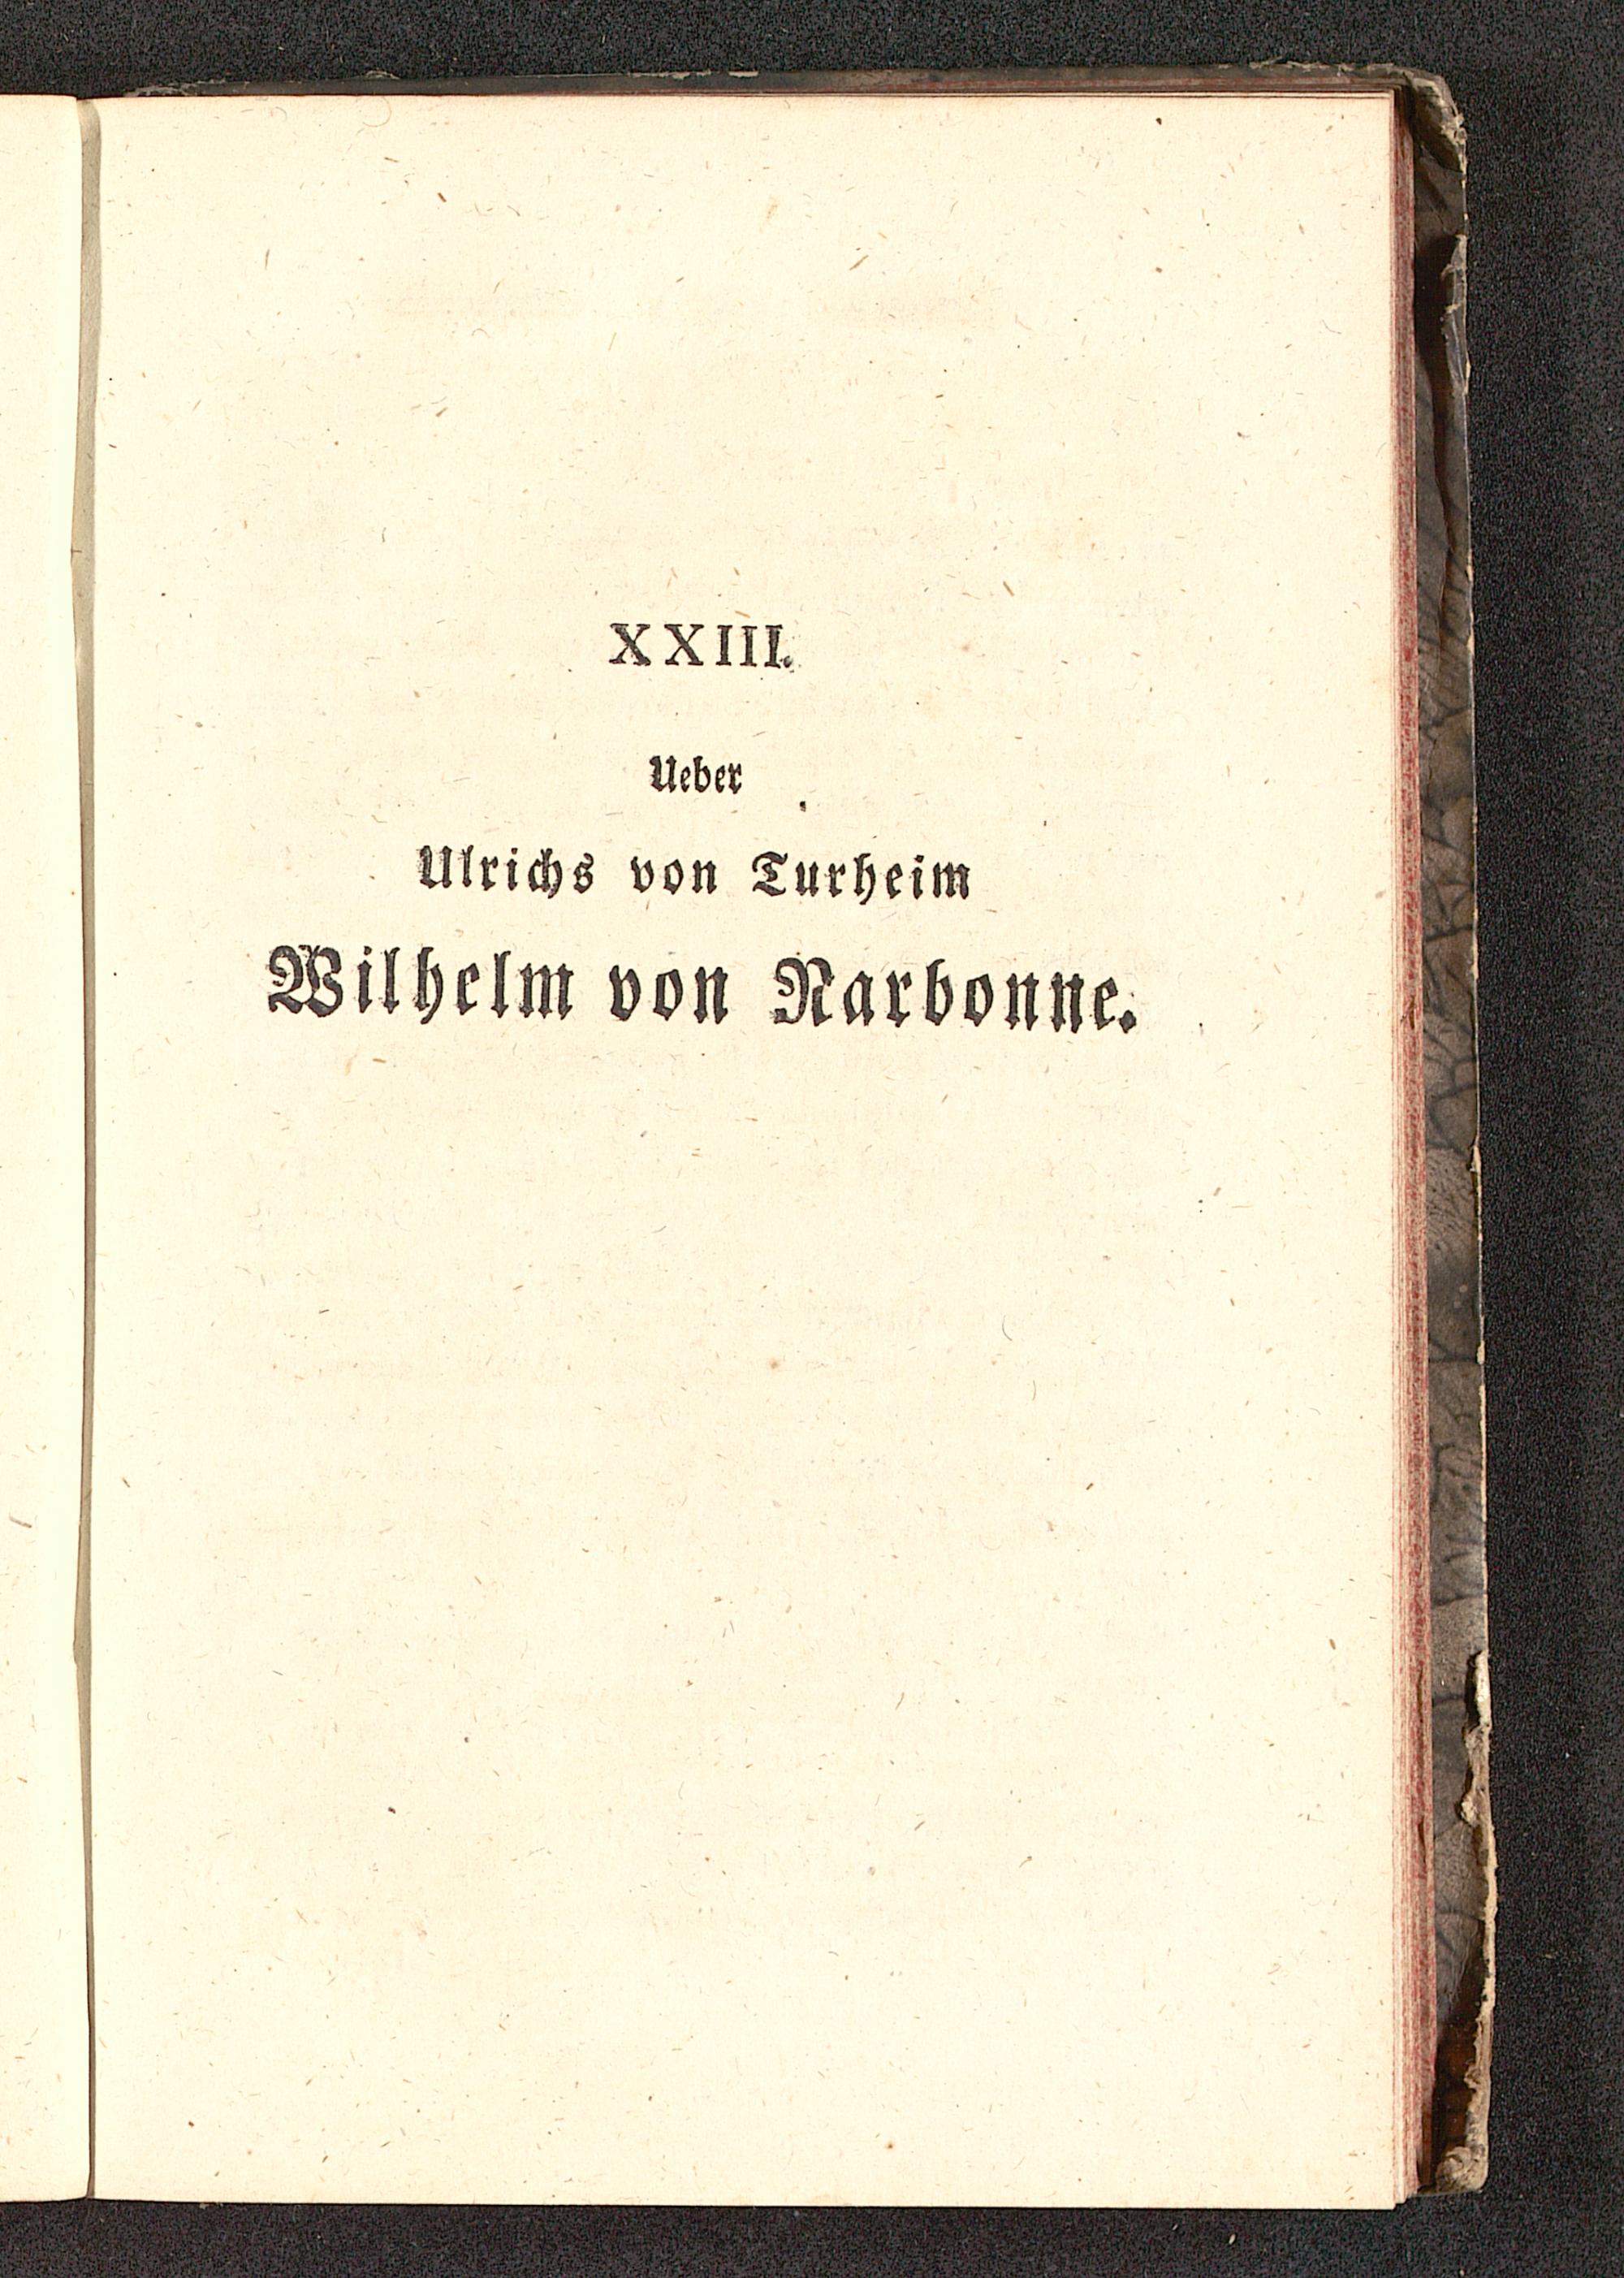 XXIII.
Ueber
Ulrichs von Turheim
Wilhelm von Narbonne.